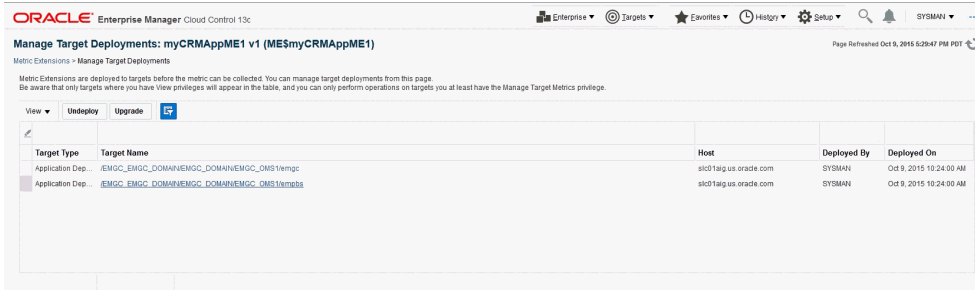 ORACLE Enterprise Manager Cloud Control 13c Enterprise Targets Favorites History Setup SYSMAN
Manage Target Deployments: myCRMAppME1 v1 (ME$myCRMAppME1) Page Refreshed Oct 9, 2015 5:29:47 PM PDT
Metric Extensions > Manage Target Deployments
Metric Extensions are deployed to targets before the metric can be collected. You can manage target deployments from this page.
Be aware that only targets where you have View privileges will appear in the table, and you can only perform operations on targets you at least have the Manage Target Metrics privilege.
View Undeploy Upgrade
Target Type Target Name Host Deployed By Deployed On
Application Dep... /EMGC_EMGC_DOMAIN/EMGC_DOMAIN/EMGC_OMS1/emgc slc01aig.us.oracle.com SYSMAN Oct 9, 2015 10:24:00 AM
Application Dep... /EMGC_EMGC_DOMAIN/EMGC_DOMAIN/EMGC_OMS1/empbs slc01aig.us.oracle.com SYSMAN Oct 9, 2015 10:24:00 AM